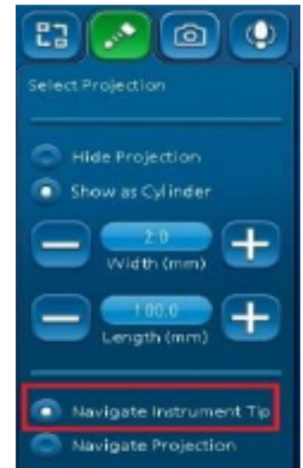 Select Projection
Hide Projection
Show as Cylinder
2.0
Width (mm)
100.0
Length (mm)
Navigate Instrument Tip
Navigate Projection